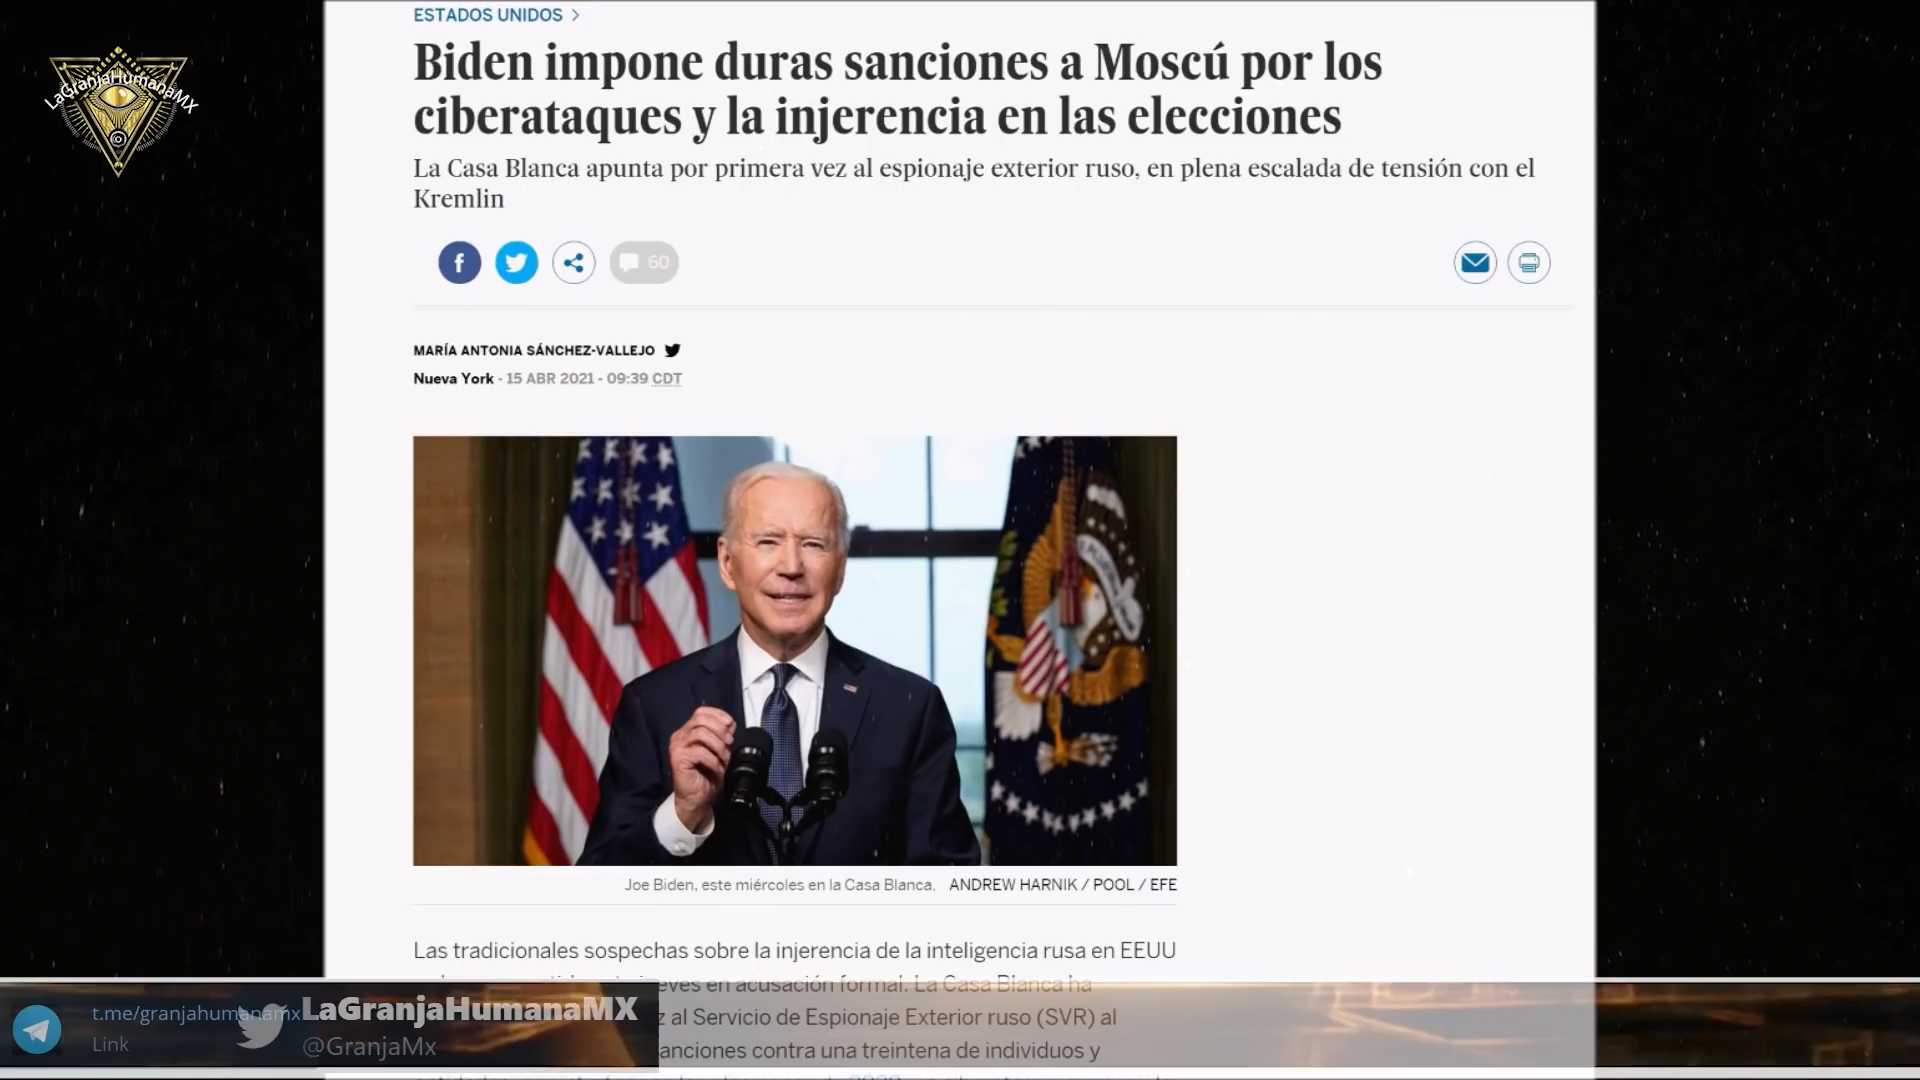 ESTADOS UNIDOS >
LaGranjaHumanaMX
Biden impone duras sanciones a Moscú por los
ciberataques y la injerencia en las elecciones
La Casa Blanca apunta por primera vez al espionaje exterior ruso, en plena escalada de tensión con el
Kremlin
60
MARÍA ANTONIA SÁNCHEZ-VALLEJO
Nueva York - 15 ABR 2021 - 09:39 CDT
Joe Biden, este miércoles en la Casa Blanca. ANDREW HARNIK / POOL / EFE
Las tradicionales sospechas sobre la injerencia de la inteligencia rusa en EEUU
en acusación formal. La Casa Blanca ha
al Servicio de Espionaje Exterior ruso (SVR) al
contra una treintena de individuos y
t.me/granjahumanamx
Link
LaGranjaHumanaMX
@GranjaMx